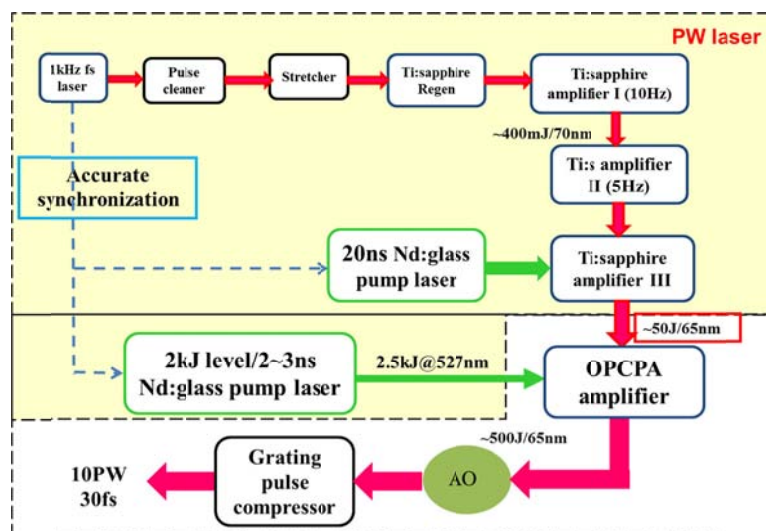 PW laser
1kHz fs
laser
Pulse
cleaner
Stretcher
Ti:sapphire
Regen
Ti:sapphire
amplifier I (10Hz)
~400mJ/70nm
Ti:s amplifier
II (5Hz)
Accurate
synchronization
20ns Nd:glass
pump laser
Ti:sapphire
amplifier III
~50J/65nm
2kJ level/2~3ns
Nd:glass pump laser
2.5kJ@527nm
OPCPA
amplifier
~500J/65nm
AO
Grating
pulse
compressor
10PW
30fs